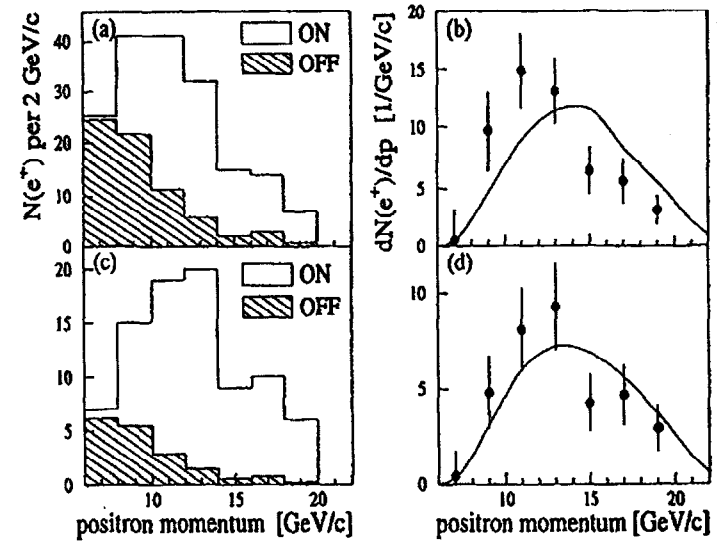 (a)
ON
OFF
N(e⁺) per 2 GeV/c
40
30
20
10
0
(b)
dN(e⁺)/dp [1/GeV/c]
20
15
10
5
0
(c)
ON
OFF
20
15
10
5
0
10 15 20
positron momentum [GeV/c]
(d)
10
5
0
10 15 20
positron momentum [GeV/c]